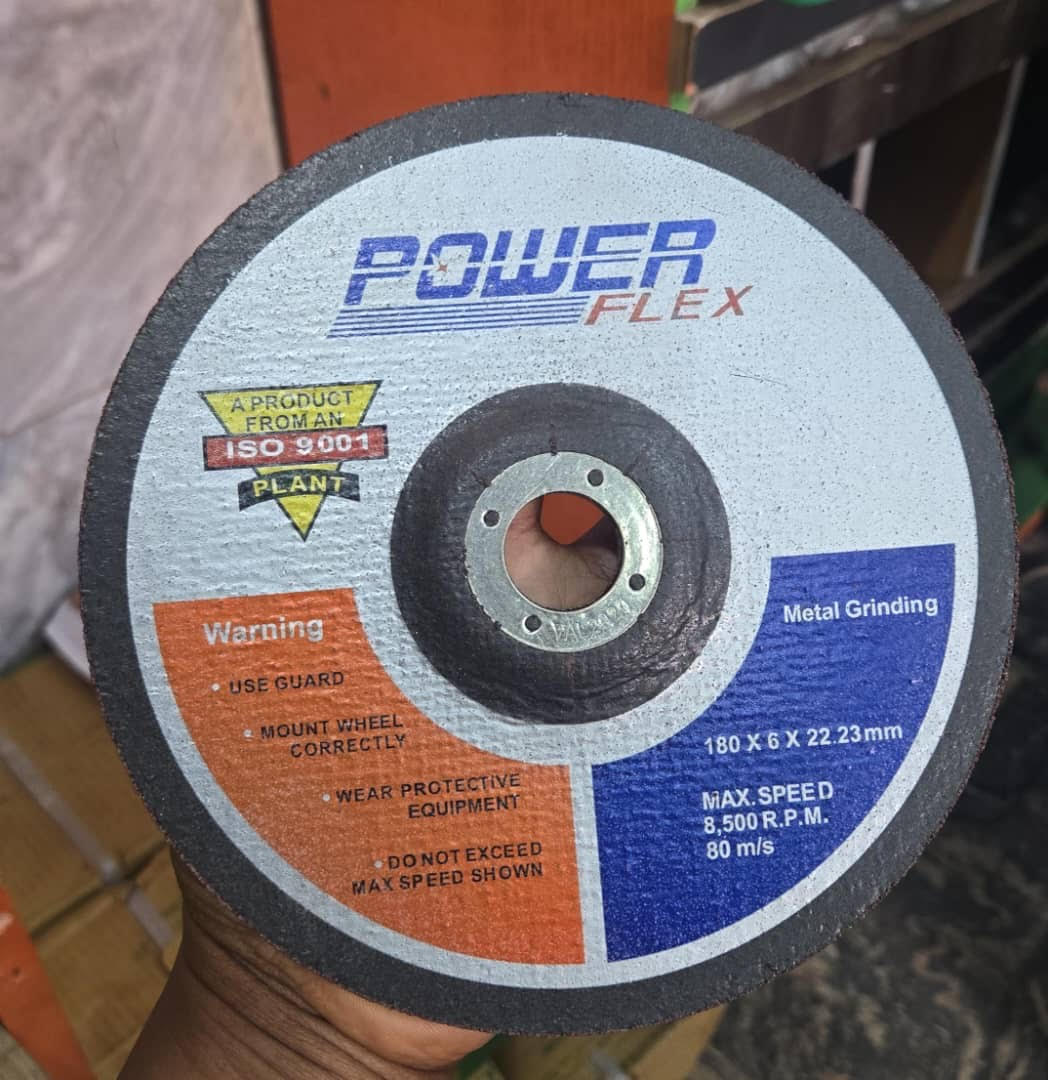 POWER
FLEX
A PRODUCT
FROM AN
ISO 9001
PLANT
Warning
• USE GUARD
• MOUNT WHEEL
CORRECTLY
• WEAR PROTECTIVE
EQUIPMENT
• DO NOT EXCEED
MAX SPEED SHOWN
Metal Grinding
180 X 6 X 22.23mm
MAX.SPEED
8,500 R.P.M.
80 m/s